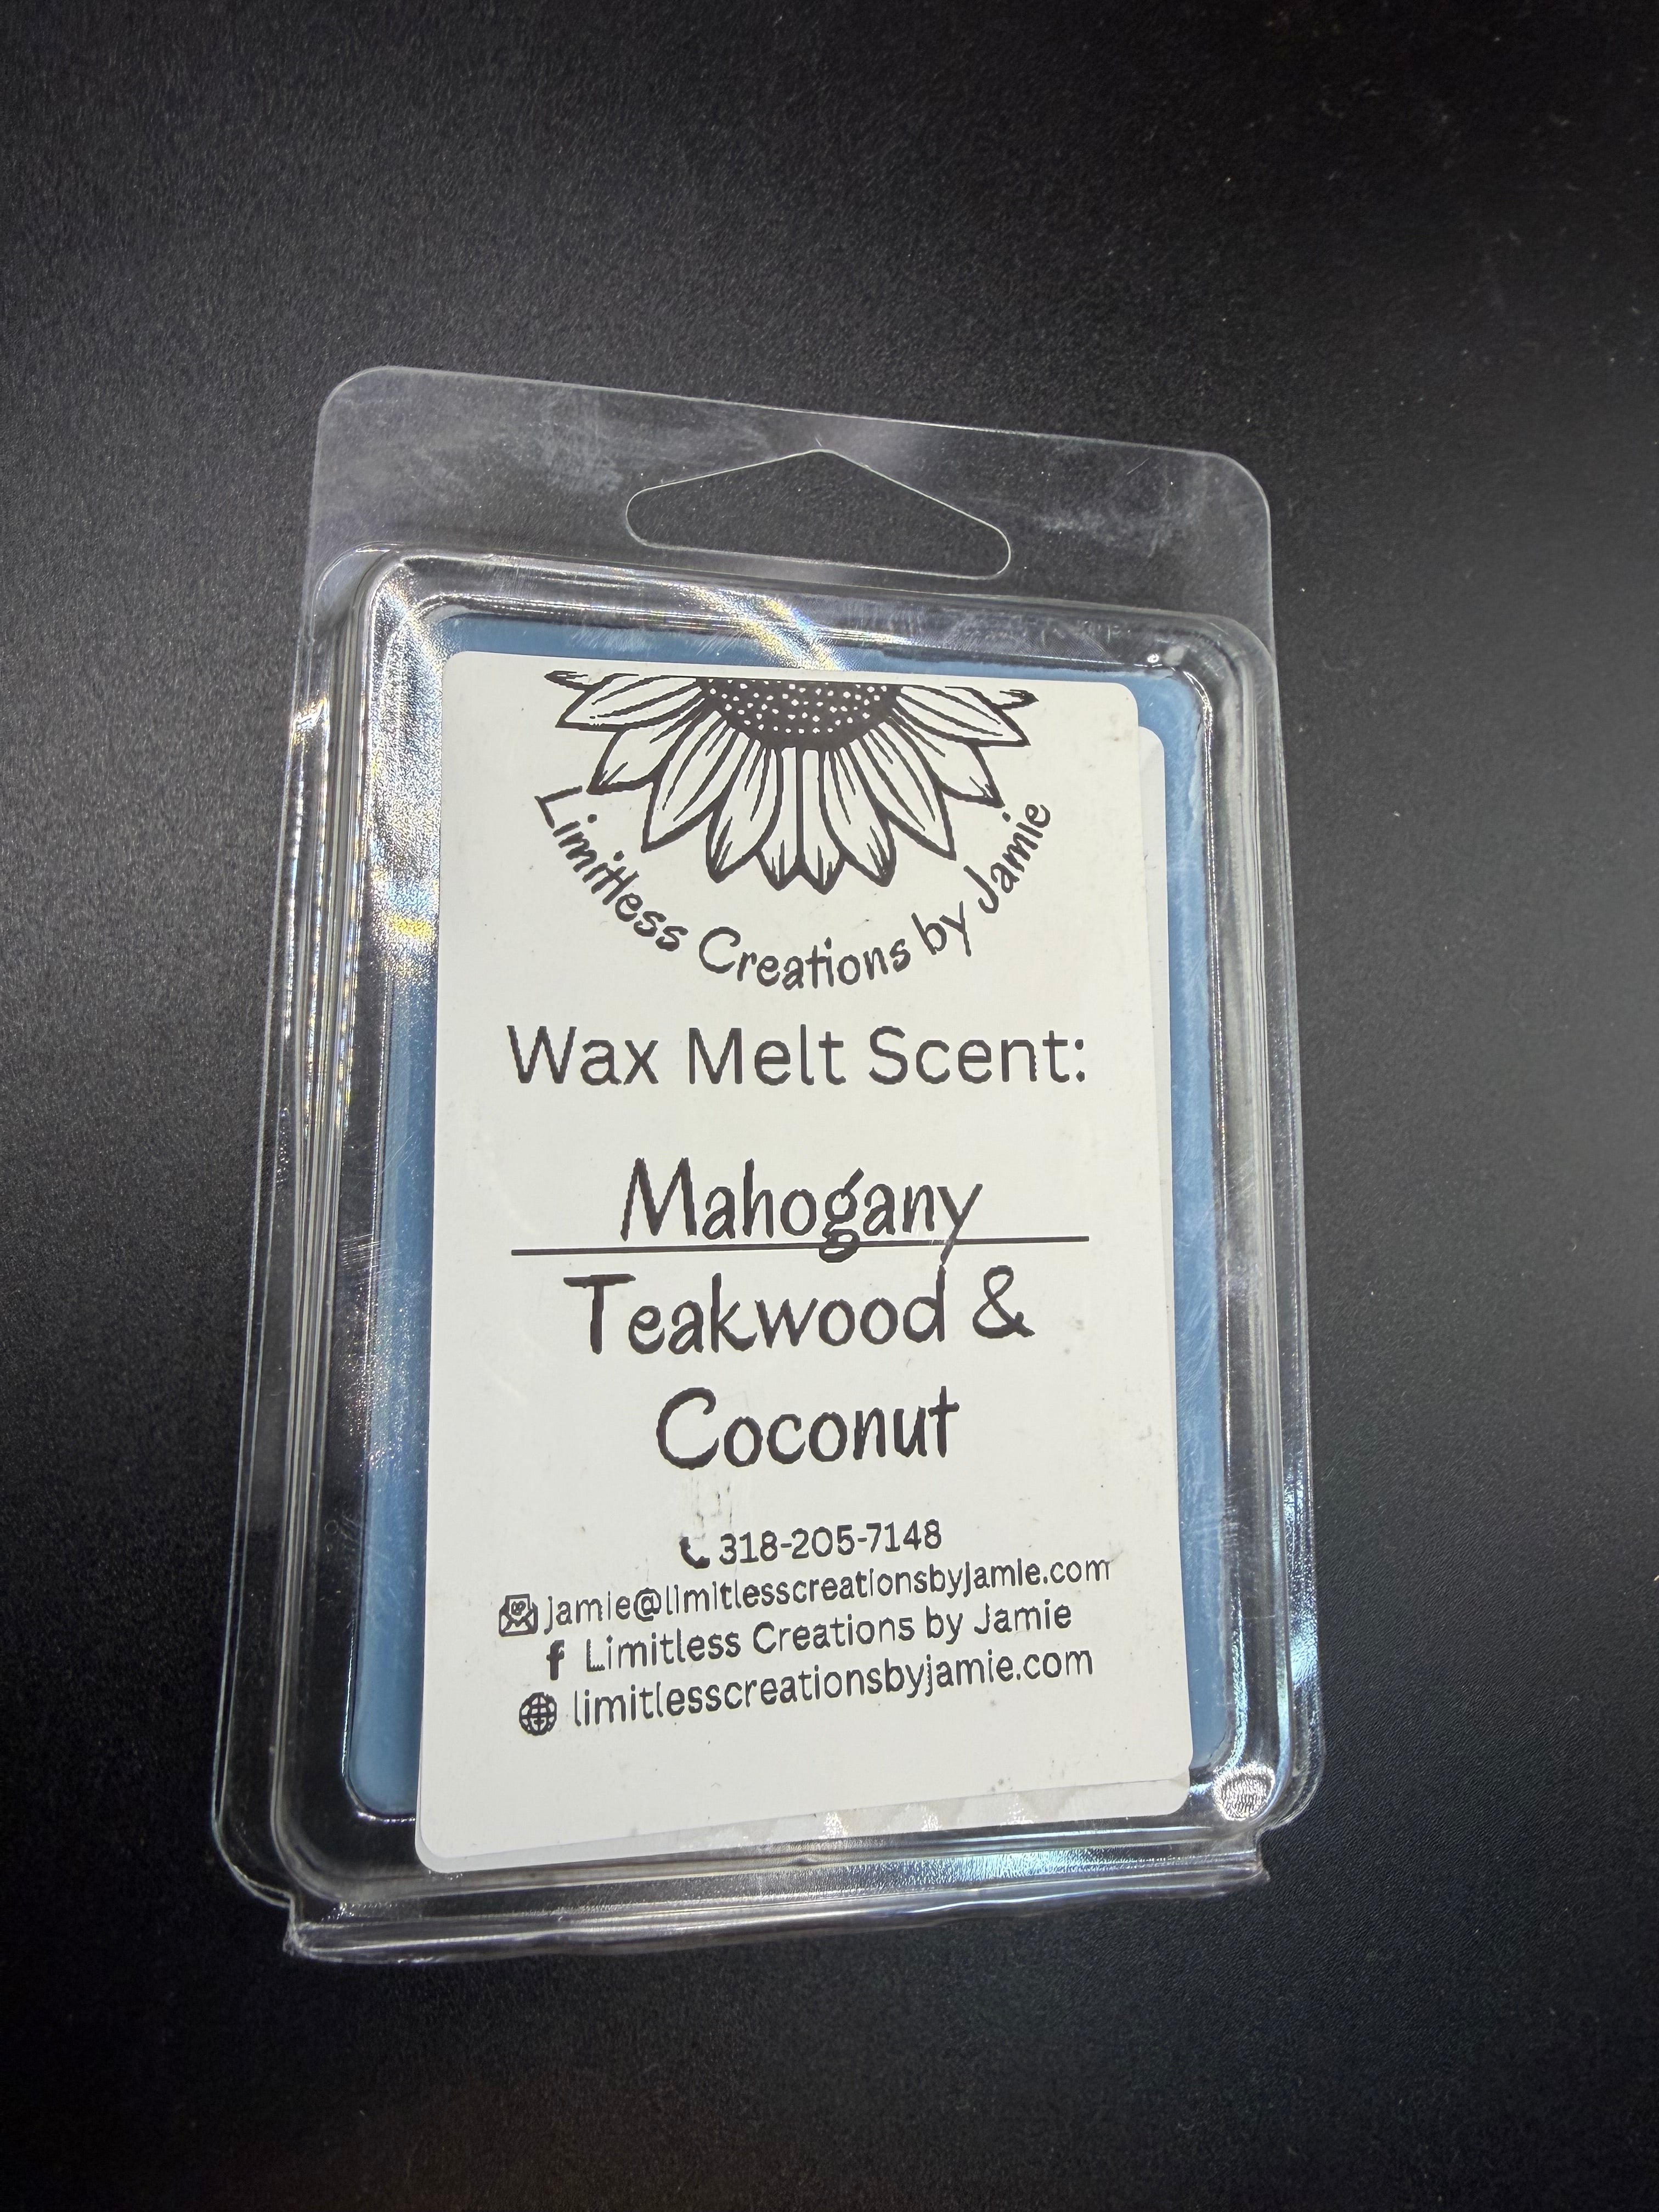 Limitless Creations by Jamie
Wax Melt Scent:
Mahogany
Teakwood &
Coconut
318-205-7148
jamie@limitlesscreationsbyjamie.com
f Limitless Creations by Jamie
limitlesscreationsbyjamie.com